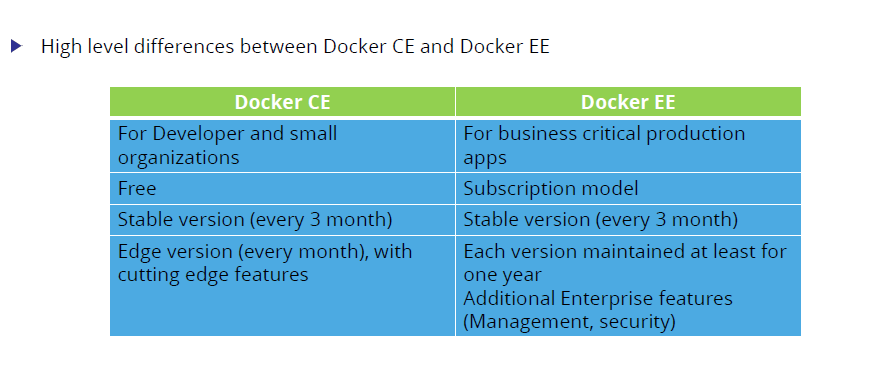 High level differences between Docker CE and Docker EE
Docker CE
Docker EE
For Developer and small
organizations
For business critical production
apps
Free
Subscription model
Stable version (every 3 month)
Stable version (every 3 month)
Edge version (every month), with
cutting edge features
Each version maintained at least for
one year
Additional Enterprise features
(Management, security)